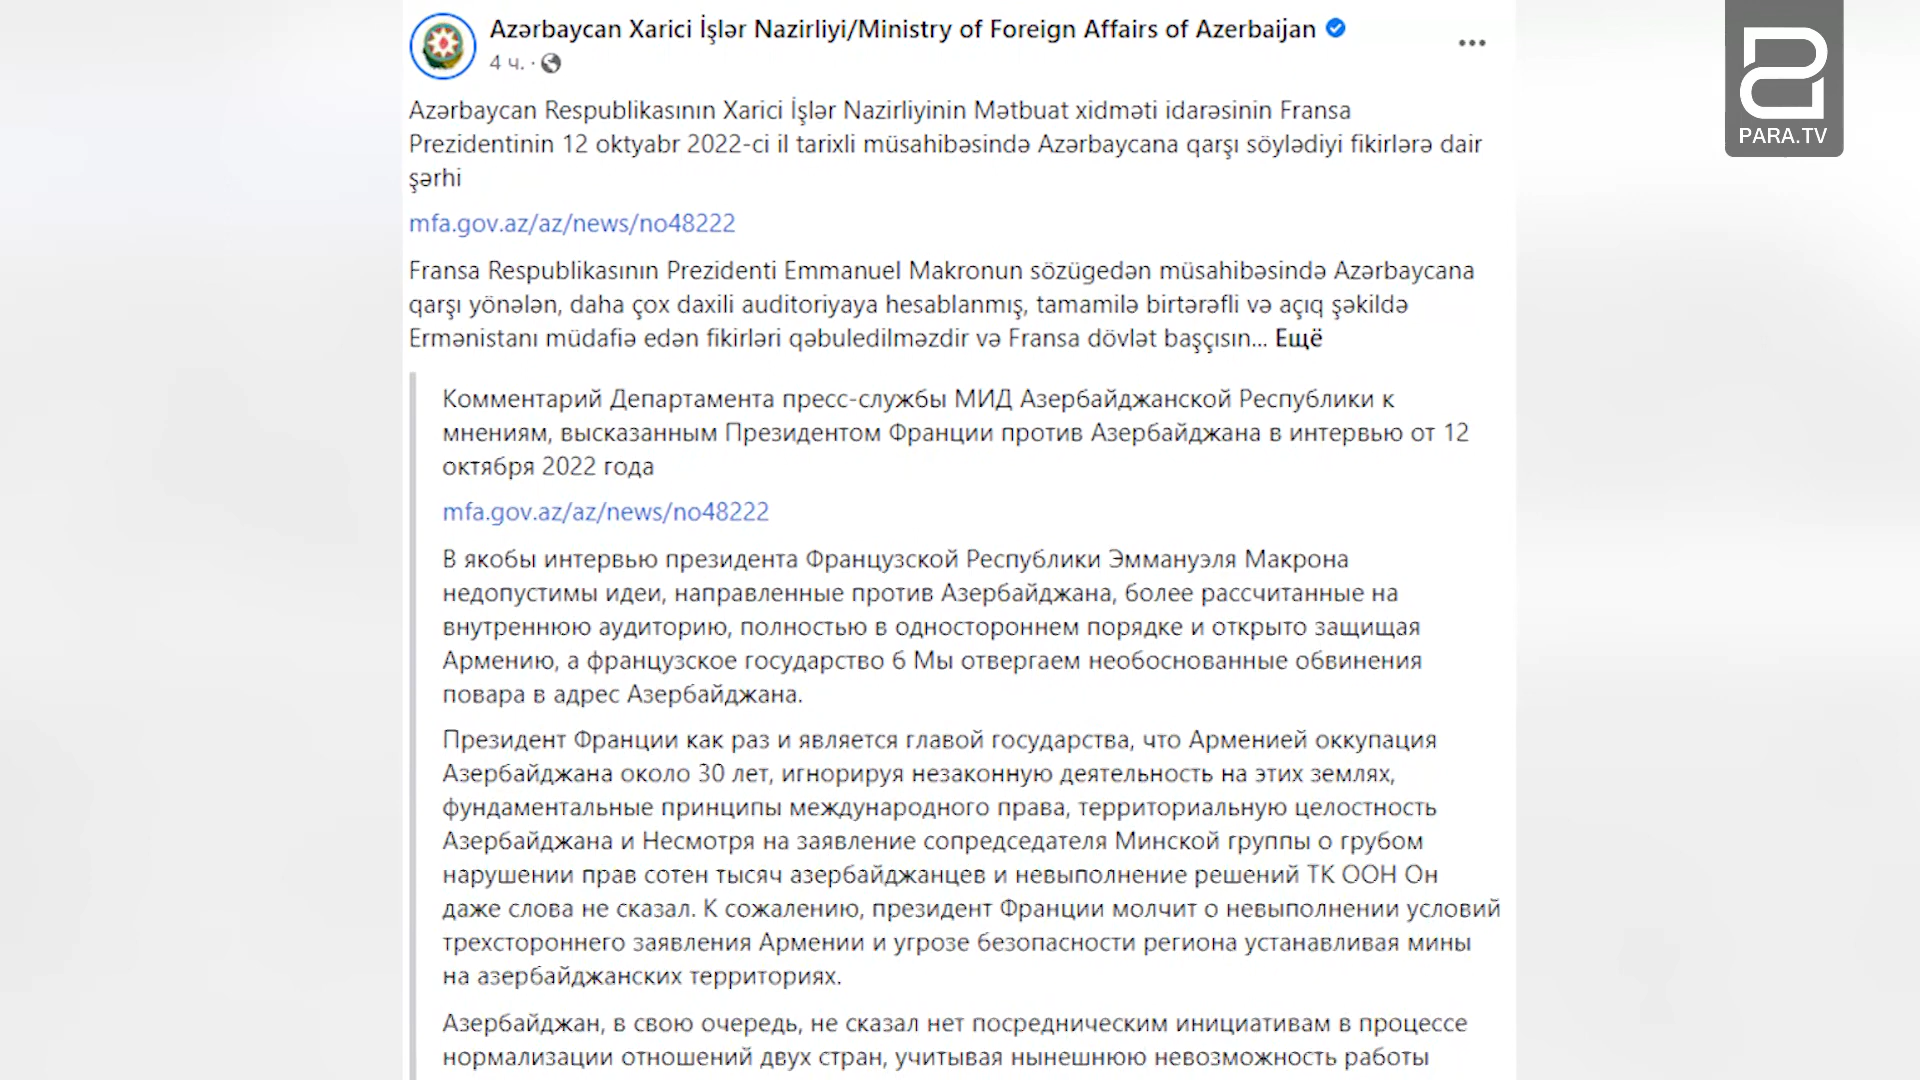 Azərbaycan Xarici İşlər Nazirliyi/Ministry of Foreign Affairs of Azerbaijan
4 ч. ·
PARA.TV
Azərbaycan Respublikasının Xarici İşlər Nazirliyinin Mətbuat xidməti idarəsinin Fransa
Prezidentinin 12 oktyabr 2022-ci il tarixli müsahibəsində Azərbaycana qarşı söylədiyi fikirlərə dair
şərhi
mfa.gov.az/az/news/no48222
Fransa Respublikasının Prezidenti Emmanuel Makronun sözügedən müsahibəsində Azərbaycana
qarşı yönələn, daha çox daxili auditoriyaya hesablanmış, tamamilə birtərəfli və açıq şəkildə
Ermənistanı müdafiə edən fikirləri qəbuledilməzdir və Fransa dövlət başçısın... Ещё
Комментарий Департамента пресс-службы МИД Азербайджанской Республики к
мнениям, высказанным Президентом Франции против Азербайджана в интервью от 12
октября 2022 года
mfa.gov.az/az/news/no48222
В якобы интервью президента Французской Республики Эммануэля Макрона
недопустимы идеи, направленные против Азербайджана, более рассчитанные на
внутреннюю аудиторию, полностью в одностороннем порядке и открыто защищая
Армению, а французское государство б Мы отвергаем необоснованные обвинения
повара в адрес Азербайджана.
Президент Франции как раз и является главой государства, что Арменией оккупация
Азербайджана около 30 лет, игнорируя незаконную деятельность на этих землях,
фундаментальные принципы международного права, территориальную целостность
Азербайджана и Несмотря на заявление сопредседателя Минской группы о грубом
нарушении прав сотен тысяч азербайджанцев и невыполнение решений ТК ООН Он
даже слова не сказал. К сожалению, президент Франции молчит о невыполнении условий
трехстороннего заявления Армении и угрозе безопасности региона устанавливая мины
на азербайджанских территориях.
Азербайджан, в свою очередь, не сказал нет посредническим инициативам в процессе
нормализации отношений двух стран, учитывая нынешнюю невозможность работы